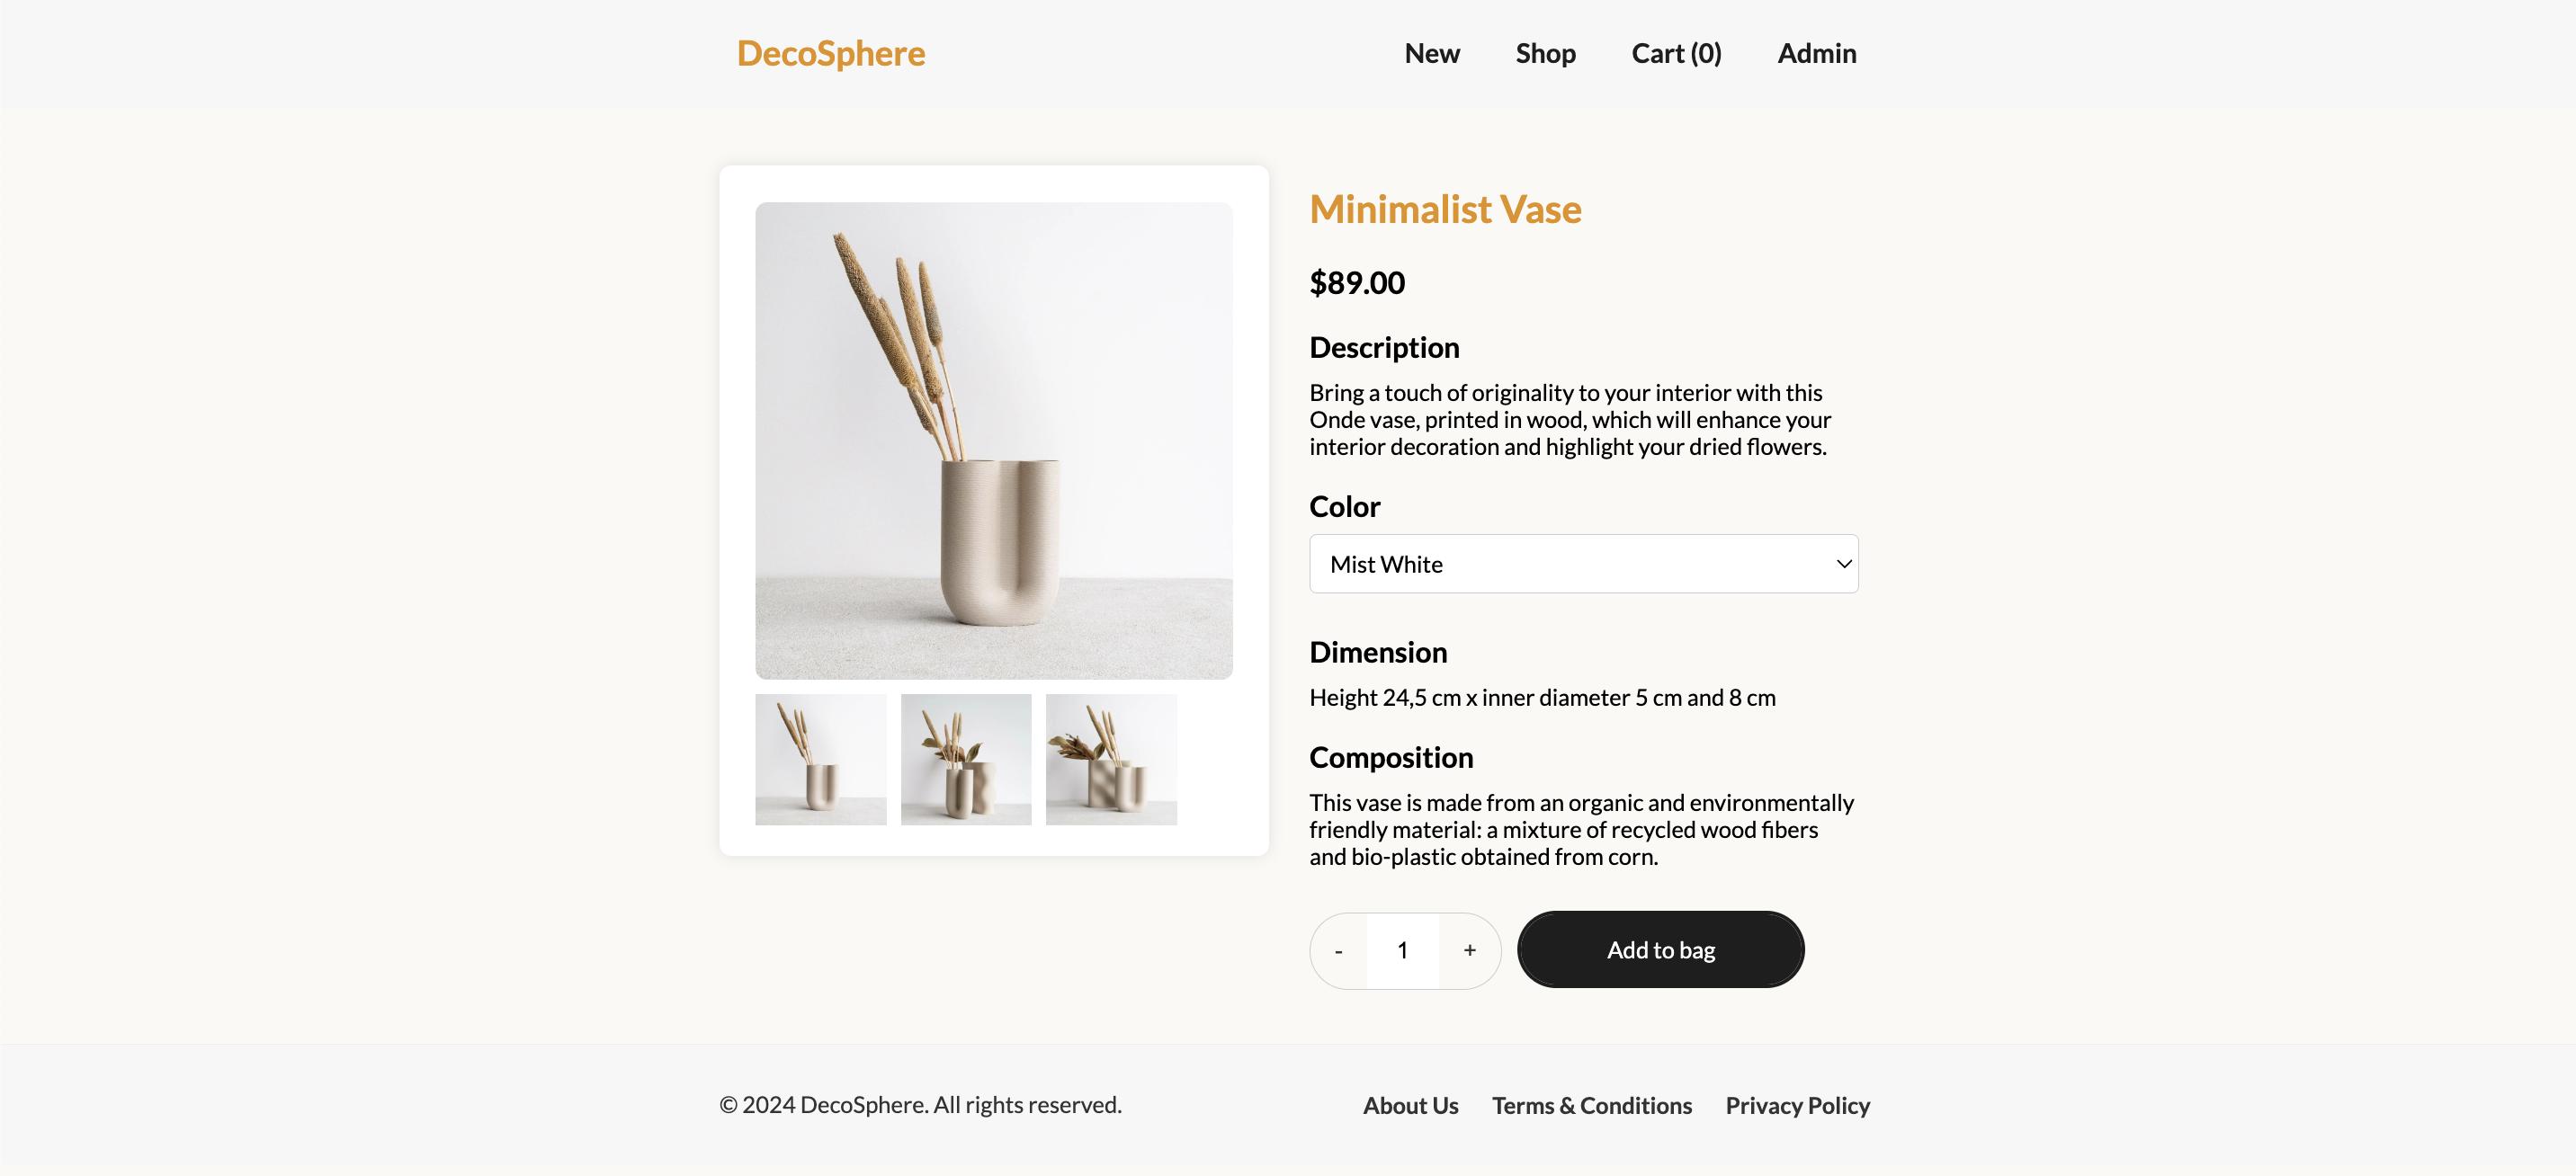 DecoSphere
New
Shop
Cart (0)
Admin
Minimalist Vase
$89.00
Description
Bring a touch of originality to your interior with this
Onde vase, printed in wood, which will enhance your
interior decoration and highlight your dried flowers.
Color
Mist White
Dimension
Height 24,5 cm x inner diameter 5 cm and 8 cm
Composition
This vase is made from an organic and environmentally
friendly material: a mixture of recycled wood fibers
and bio-plastic obtained from corn.
- 1 +
Add to bag
© 2024 DecoSphere. All rights reserved.
About Us
Terms & Conditions
Privacy Policy